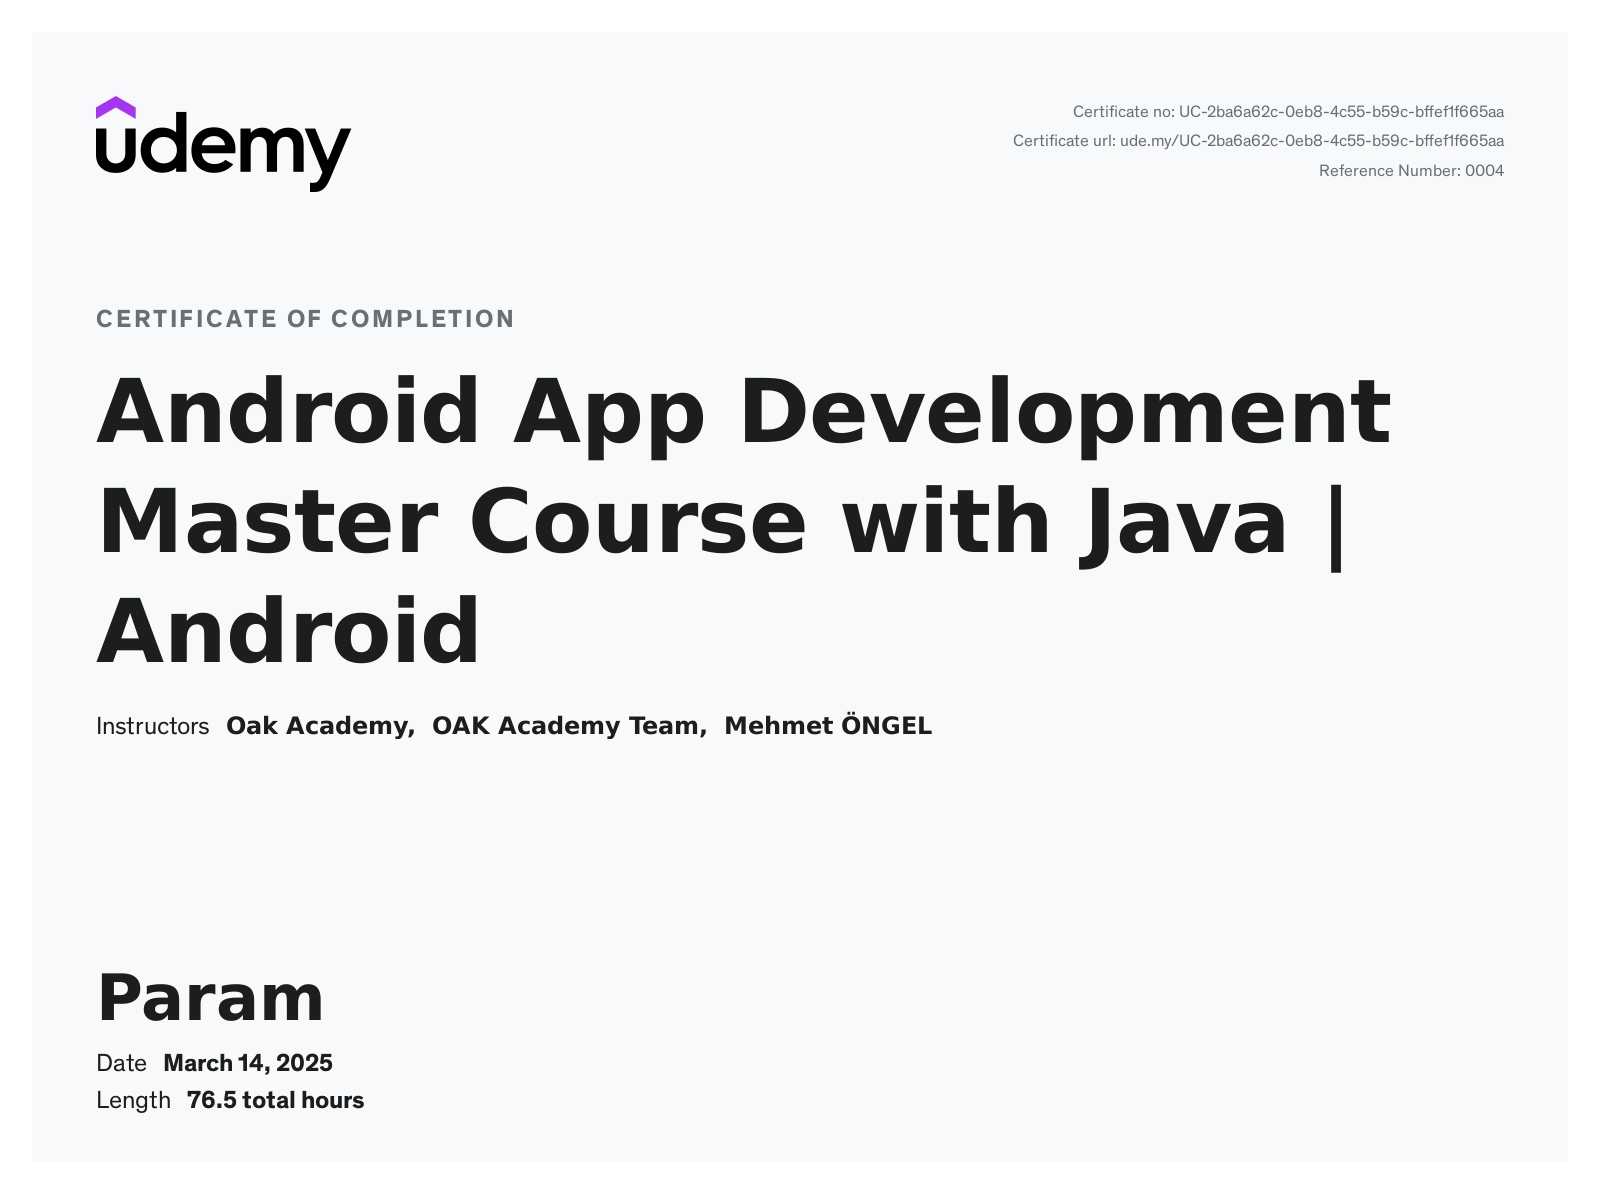 udemy
Certificate no: UC-2ba6a62c-0eb8-4c55-b59c-bffef1f665aa
Certificate url: ude.my/UC-2ba6a62c-0eb8-4c55-b59c-bffef1f665aa
Reference Number: 0004
CERTIFICATE OF COMPLETION
Android App Development
Master Course with Java |
Android
Instructors Oak Academy, OAK Academy Team, Mehmet ÖNGEL
Param
Date March 14, 2025
Length 76.5 total hours